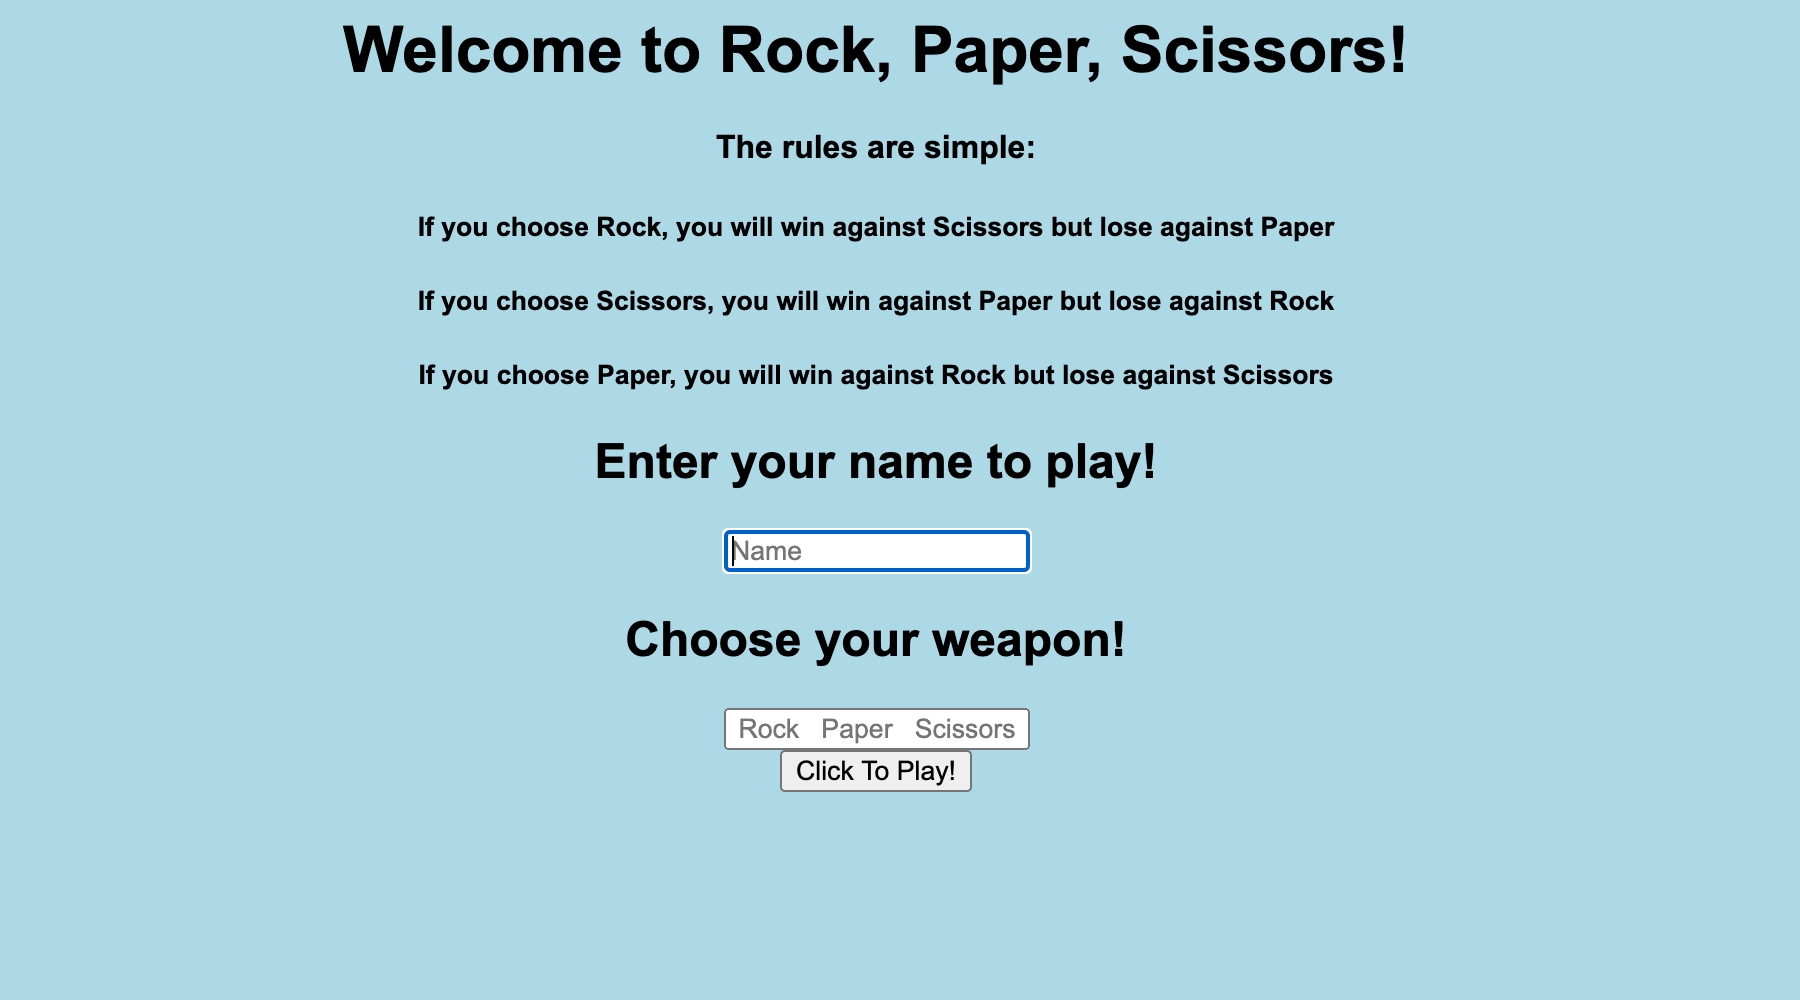 Welcome to Rock, Paper, Scissors!
The rules are simple:
If you choose Rock, you will win against Scissors but lose against Paper
If you choose Scissors, you will win against Paper but lose against Rock
If you choose Paper, you will win against Rock but lose against Scissors
Enter your name to play!
Name
Choose your weapon!
Rock Paper Scissors
Click To Play!